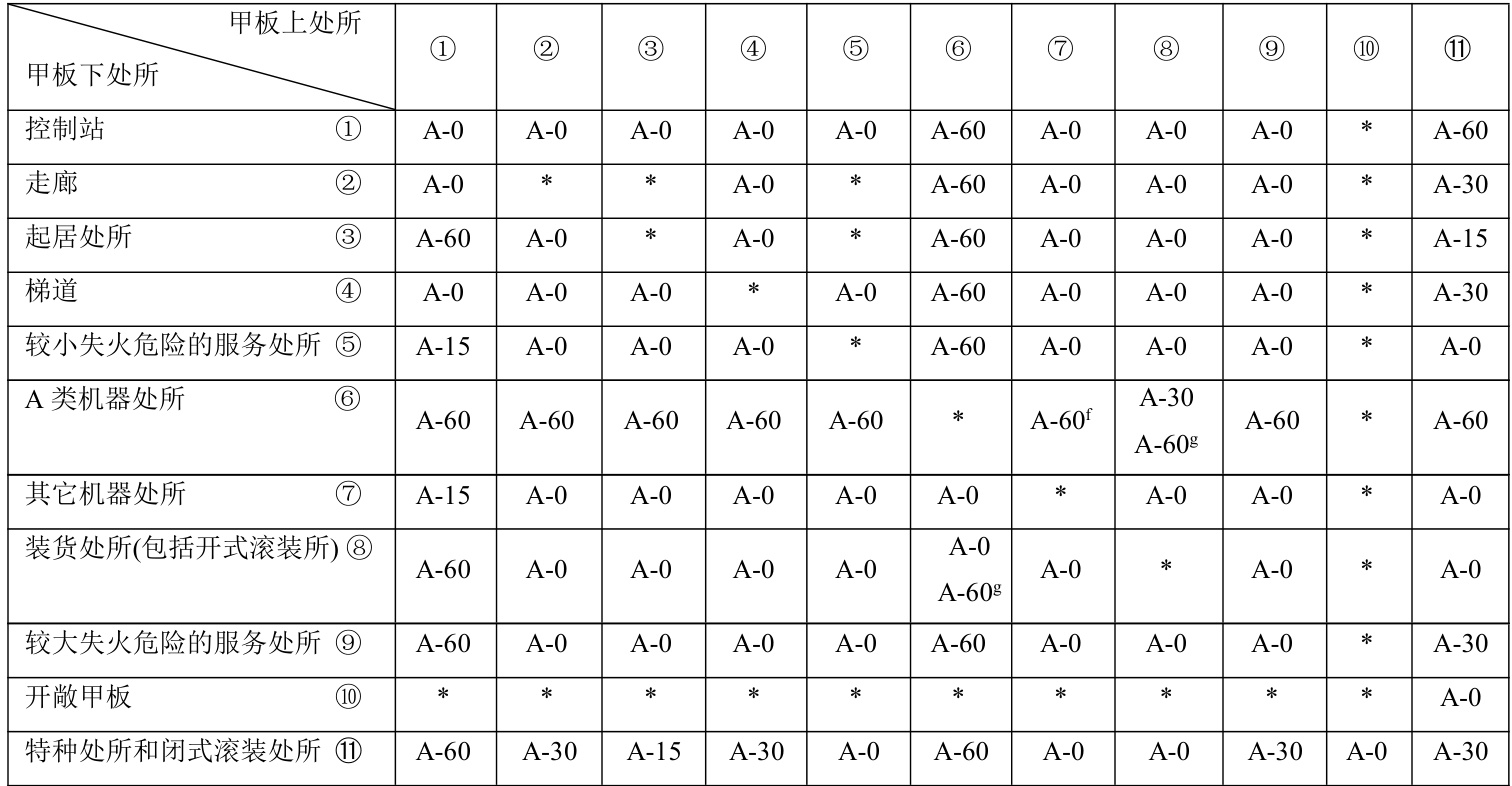 甲板上处所
甲板下处所
① ② ③ ④ ⑤ ⑥ ⑦ ⑧ ⑨ ⑩ ⑪
控制站 ① A-0 A-0 A-0 A-0 A-0 A-60 A-0 A-0 A-0 * A-60
走廊 ② A-0 * * A-0 * A-60 A-0 A-0 A-0 * A-30
起居处所 ③ A-60 A-0 * A-0 * A-60 A-0 A-0 A-0 * A-15
梯道 ④ A-0 A-0 A-0 * A-0 A-60 A-0 A-0 A-0 * A-30
较小失火危险的服务处所 ⑤ A-15 A-0 A-0 A-0 * A-60 A-0 A-0 A-0 * A-0
A 类机器处所 ⑥ A-60 A-60 A-60 A-60 A-60 * A-60f A-30 A-60g A-60 * A-60
其它机器处所 ⑦ A-15 A-0 A-0 A-0 A-0 A-0 * A-0 A-0 * A-0
装货处所(包括开式滚装所) ⑧ A-60 A-0 A-0 A-0 A-0 A-0 A-60g A-0 * A-0 * A-0
较大失火危险的服务处所 ⑨ A-60 A-0 A-0 A-0 A-0 A-60 A-0 A-0 A-0 * A-30
开敞甲板 ⑩ * * * * * * * * * * A-0
特种处所和闭式滚装处所 ⑪ A-60 A-30 A-15 A-30 A-0 A-60 A-0 A-0 A-30 A-0 A-30